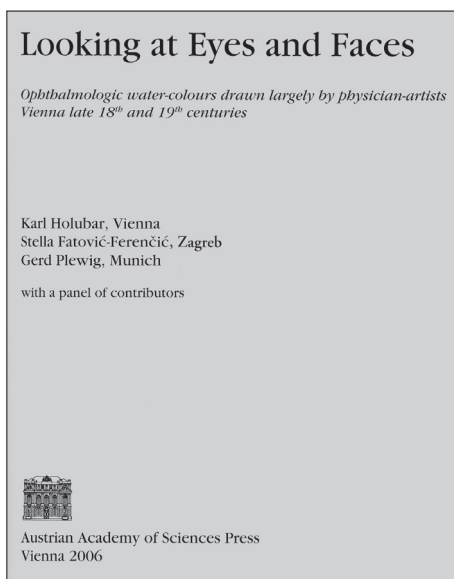 Looking at Eyes and Faces
Ophthalmologic water-colours drawn largely by physician-artists
Vienna late 18th and 19th centuries
Karl Holubar, Vienna
Stella Fatović-Ferenčić, Zagreb
Gerd Plewig, Munich
with a panel of contributors
Austrian Academy of Sciences Press
Vienna 2006